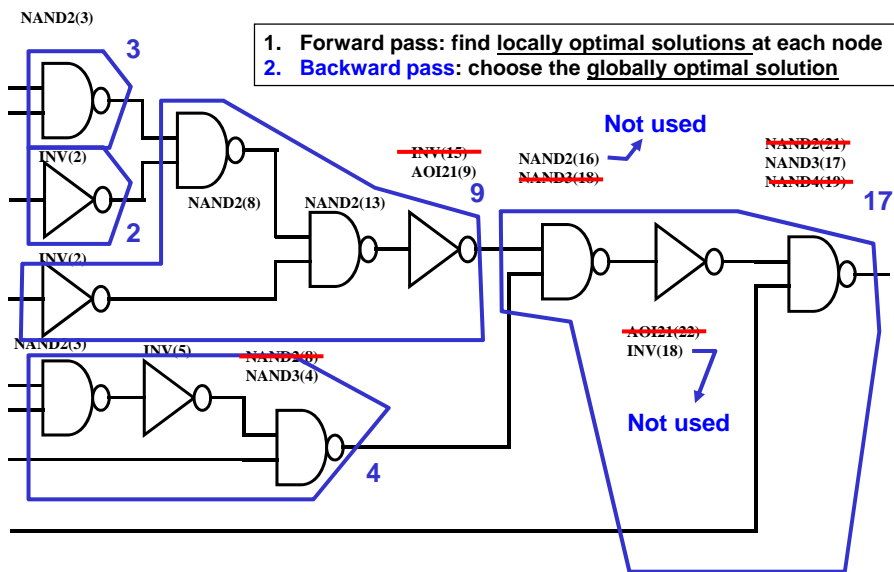 NAND2(3)
3
1. Forward pass: find locally optimal solutions at each node
2. Backward pass: choose the globally optimal solution
Not used
INV(2)
2
NAND2(8)
INV(15)
AOI21(9)
9
NAND2(13)
NAND2(16)
NAND3(18)
NAND2(21)
NAND3(17)
NAND4(19)
17
INV(2)
NAND2(3)
INV(5)
NAND2(8)
NAND3(4)
4
AOI21(22)
INV(18)
Not used